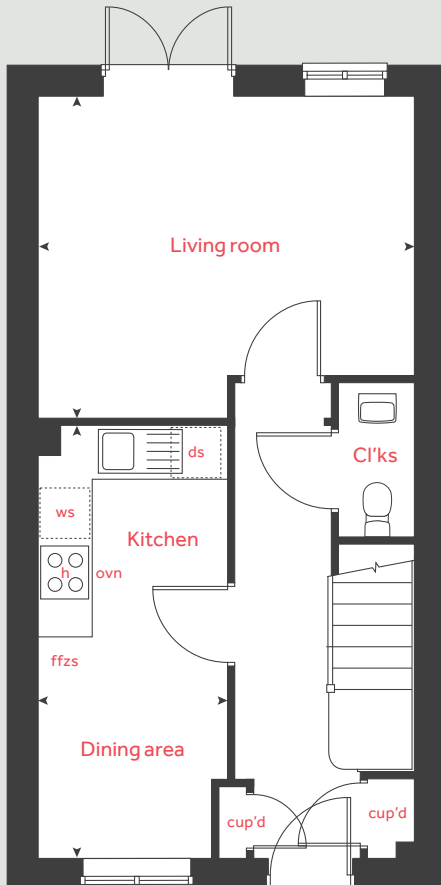 Living room
ds
Cl'ks
ws
Kitchen
h
ovn
ffzs
Dining area
cup'd
cup'd